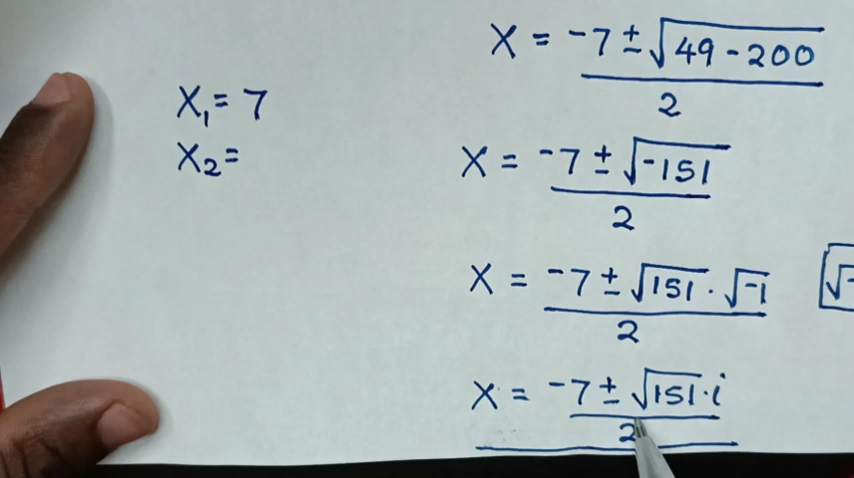 X₁ = 7
X₂ =
X = -7 ± √49 - 200
2
X = -7 ± √-151
2
X = -7 ± √151 · √-1
2
X = -7 ± √151 · i
2